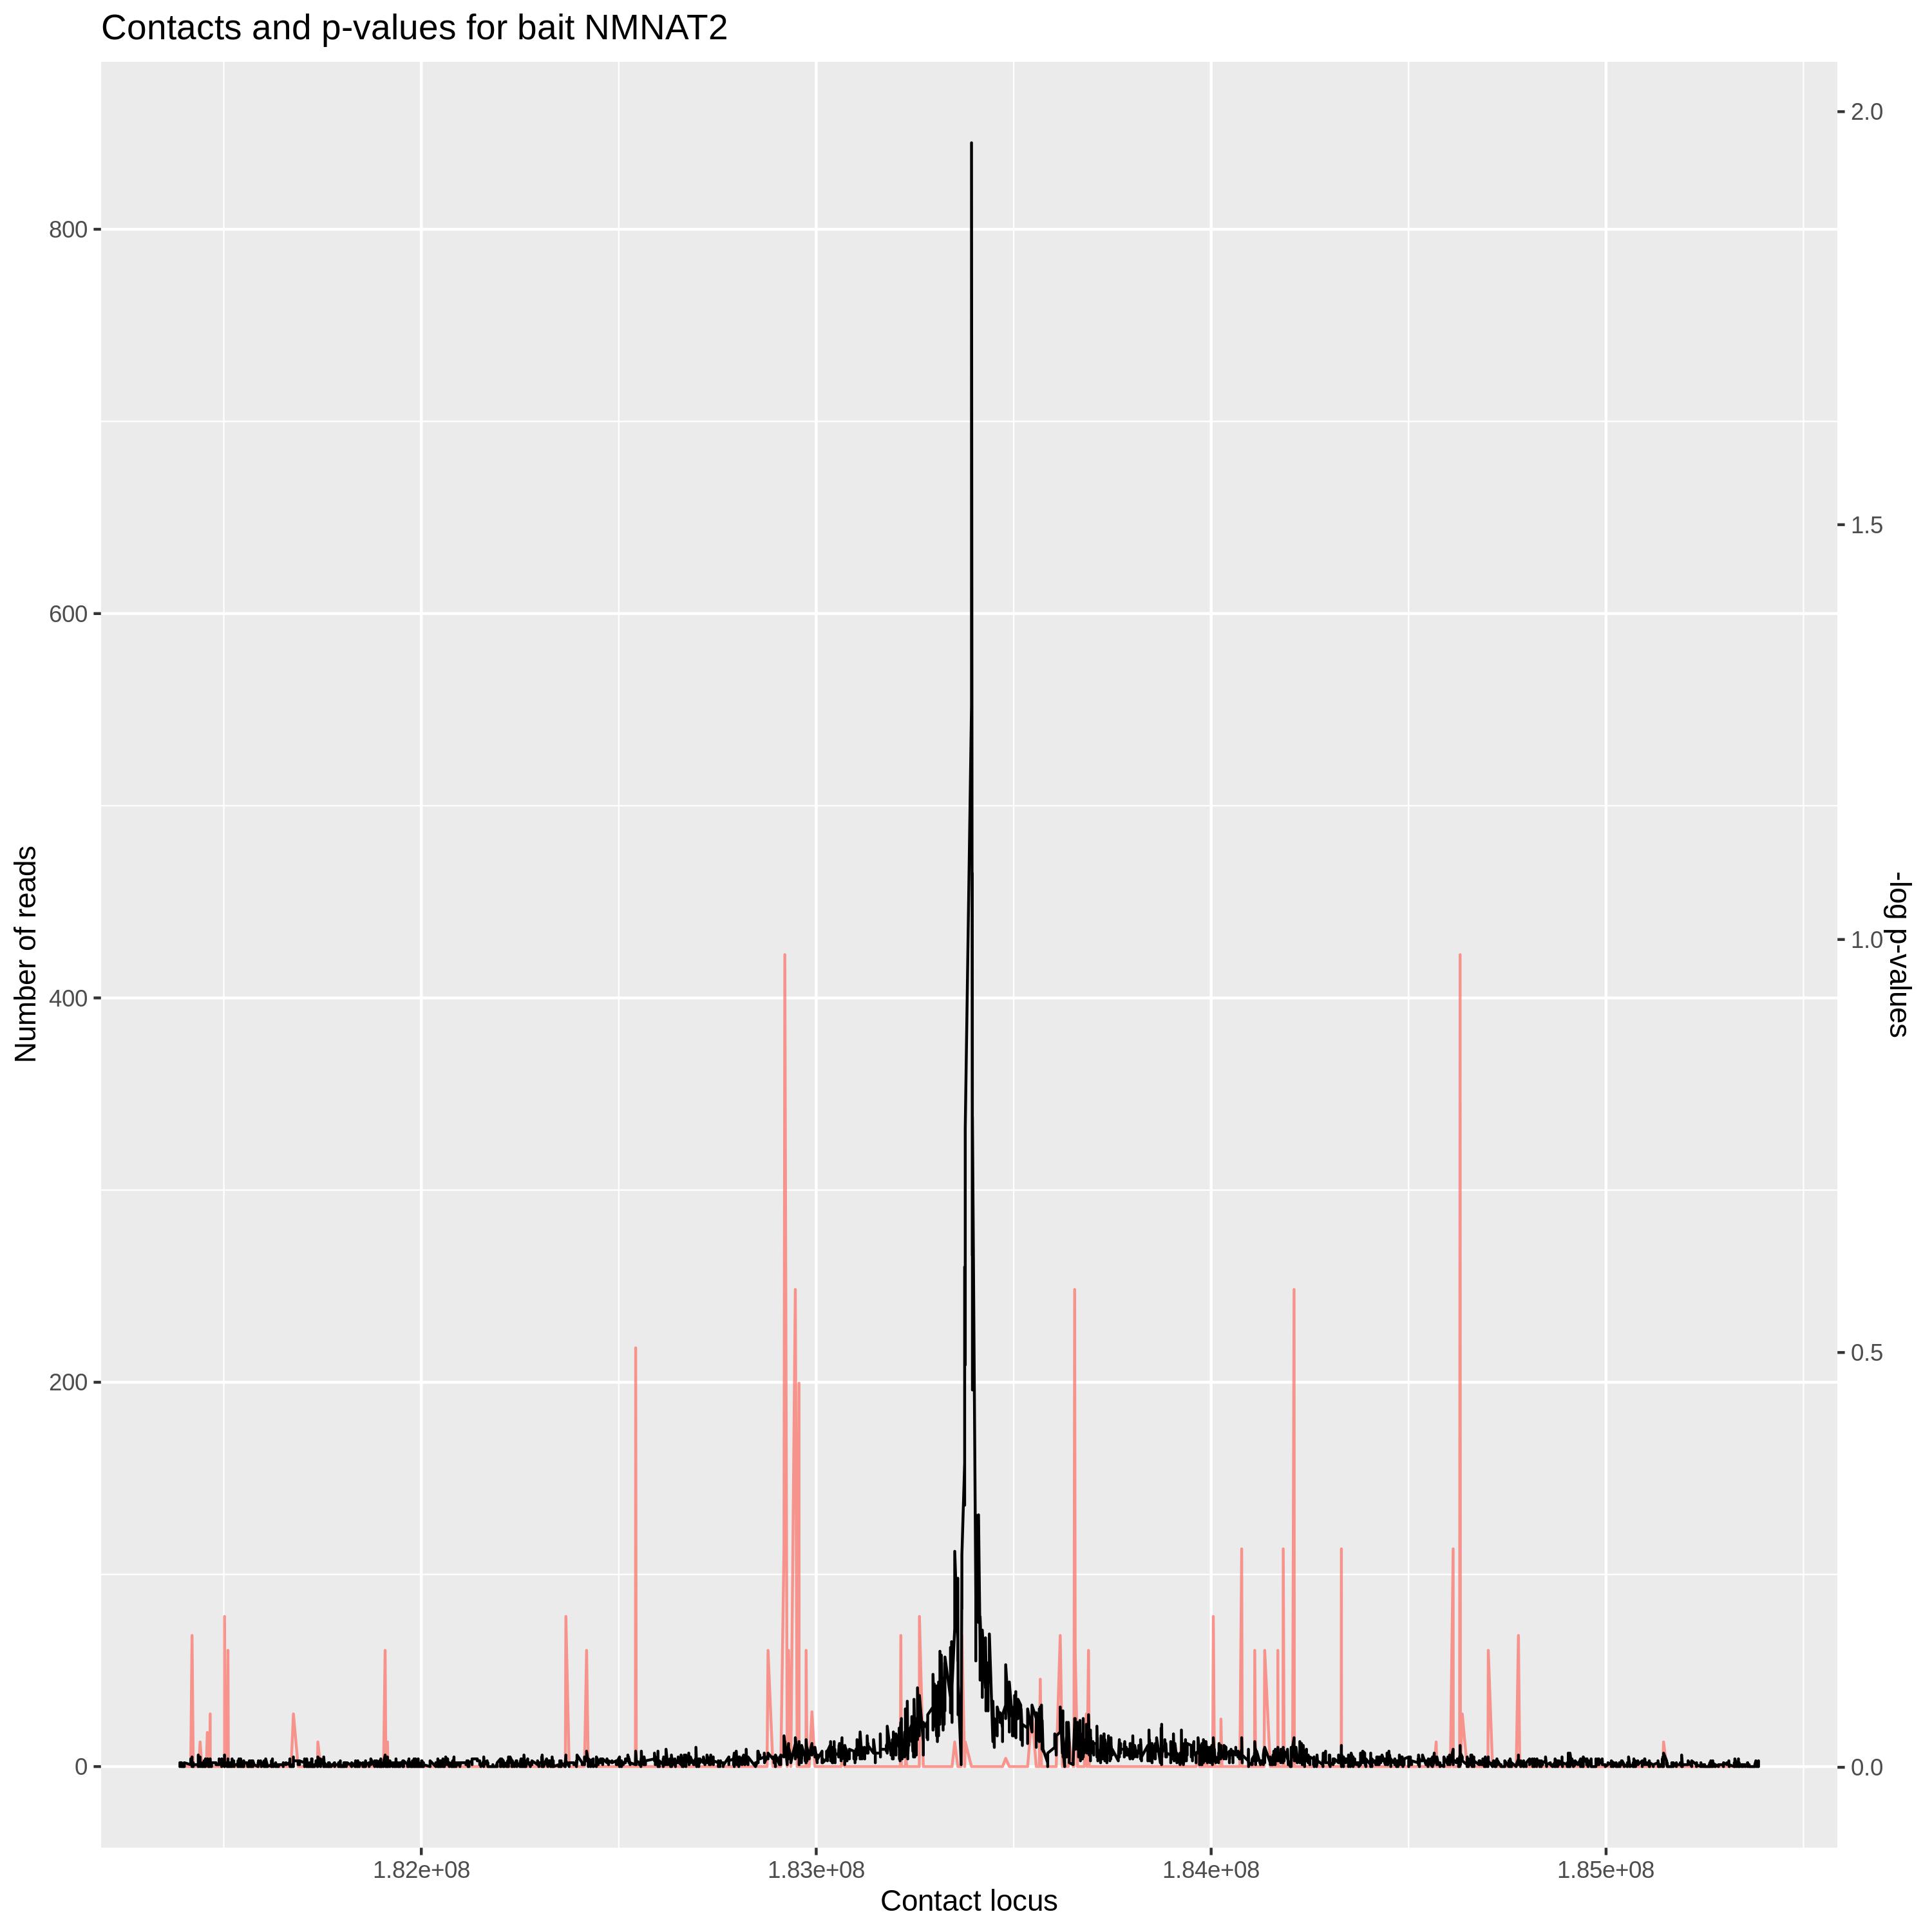 Contacts and p-values for bait NMNAT2
800
600
400
200
0
Number of reads
2.0
1.5
1.0
0.5
0.0
-log p-values
1.82e+08
1.83e+08
1.84e+08
1.85e+08
Contact locus